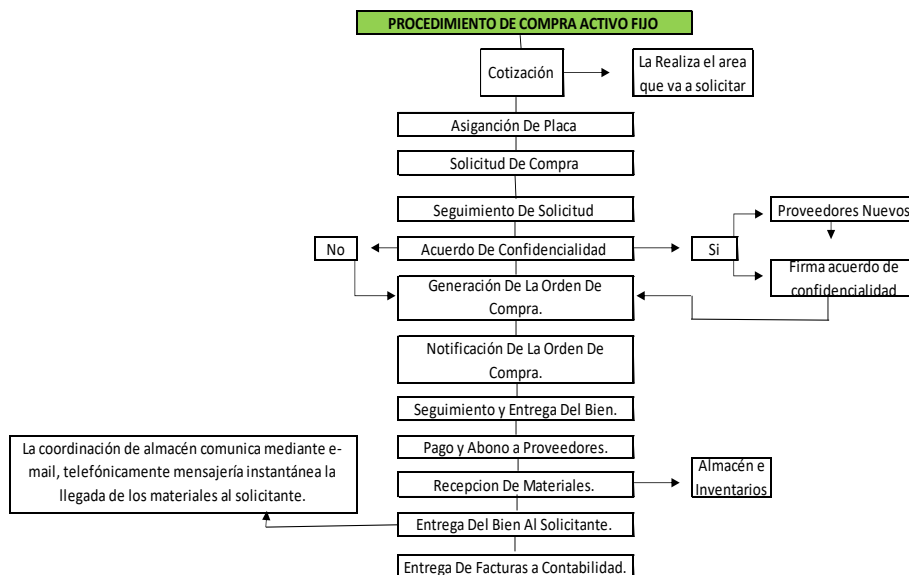 PROCEDIMIENTO DE COMPRA ACTIVO FIJO
Cotización
La Realiza el area
que va a solicitar
Asiganción De Placa
Solicitud De Compra
Seguimiento De Solicitud
Proveedores Nuevos
No
Acuerdo De Confidencialidad
Si
Firma acuerdo de
confidencialidad
Generación De La Orden De
Compra.
Notificación De La Orden De
Compra.
Seguimiento y Entrega Del Bien.
La coordinación de almacén comunica mediante e-
mail, telefónicamente mensajería instantánea la
llegada de los materiales al solicitante.
Pago y Abono a Proveedores.
Recepcion De Materiales.
Almacén e
Inventarios
Entrega Del Bien Al Solicitante.
Entrega De Facturas a Contabilidad.